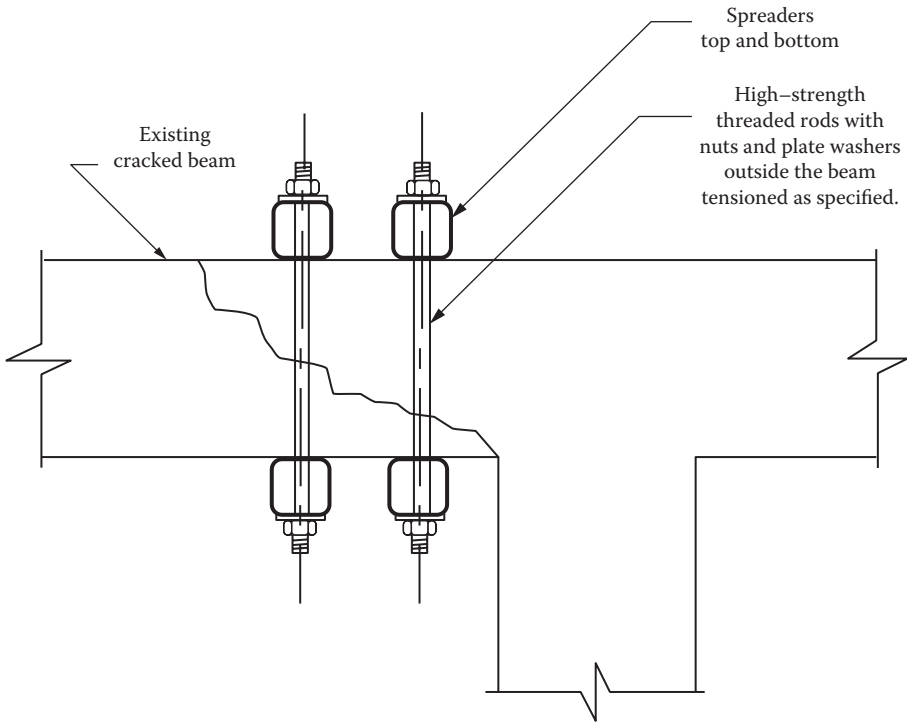 Spreaders
top and bottom
High–strength
threaded rods with
nuts and plate washers
outside the beam
tensioned as specified.
Existing
cracked beam